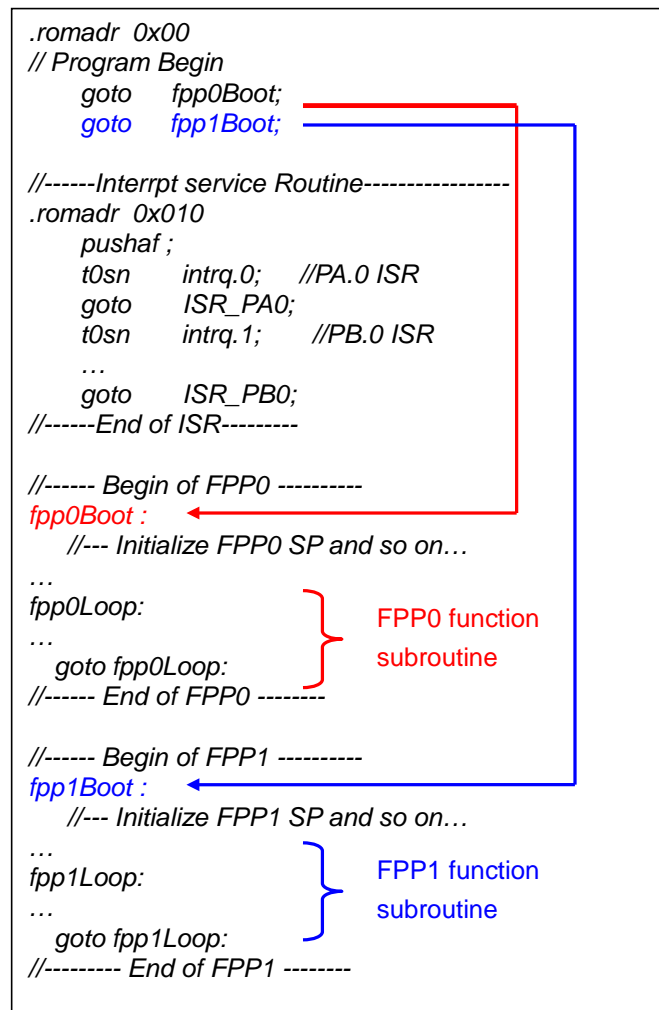 .romadr 0x00
// Program Begin
goto fpp0Boot;
goto fpp1Boot;
//------Interrpt service Routine------------------
.romadr 0x010
pushaf ;
t0sn intrq.0; //PA.0 ISR
goto ISR_PA0;
t0sn intrq.1; //PB.0 ISR
…
goto ISR_PB0;
//------End of ISR---------
//------ Begin of FPP0 ----------
fpp0Boot :
//--- Initialize FPP0 SP and so on…
…
fpp0Loop:
…
goto fpp0Loop:
FPP0 function
subroutine
//------ End of FPP0 --------
//------ Begin of FPP1 ----------
fpp1Boot :
//--- Initialize FPP1 SP and so on…
…
fpp1Loop:
…
goto fpp1Loop:
FPP1 function
subroutine
//--------- End of FPP1 --------